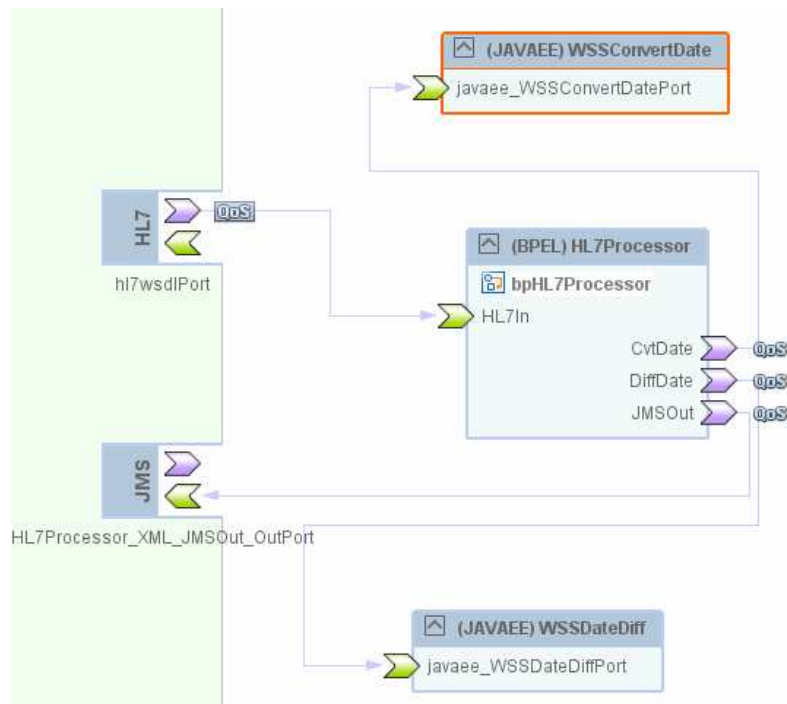 (JAVAEE) WSSConvertDate
javaee_WSSConvertDatePort
HL7
QoS
hl7wsdlPort
(BPEL) HL7Processor
bpHL7Processor
HL7In
CvtDate
QoS
DiffDate
QoS
JMSOut
QoS
JMS
HL7Processor_XML_JMSOut_OutPort
(JAVAEE) WSSDateDiff
javaee_WSSDateDiffPort